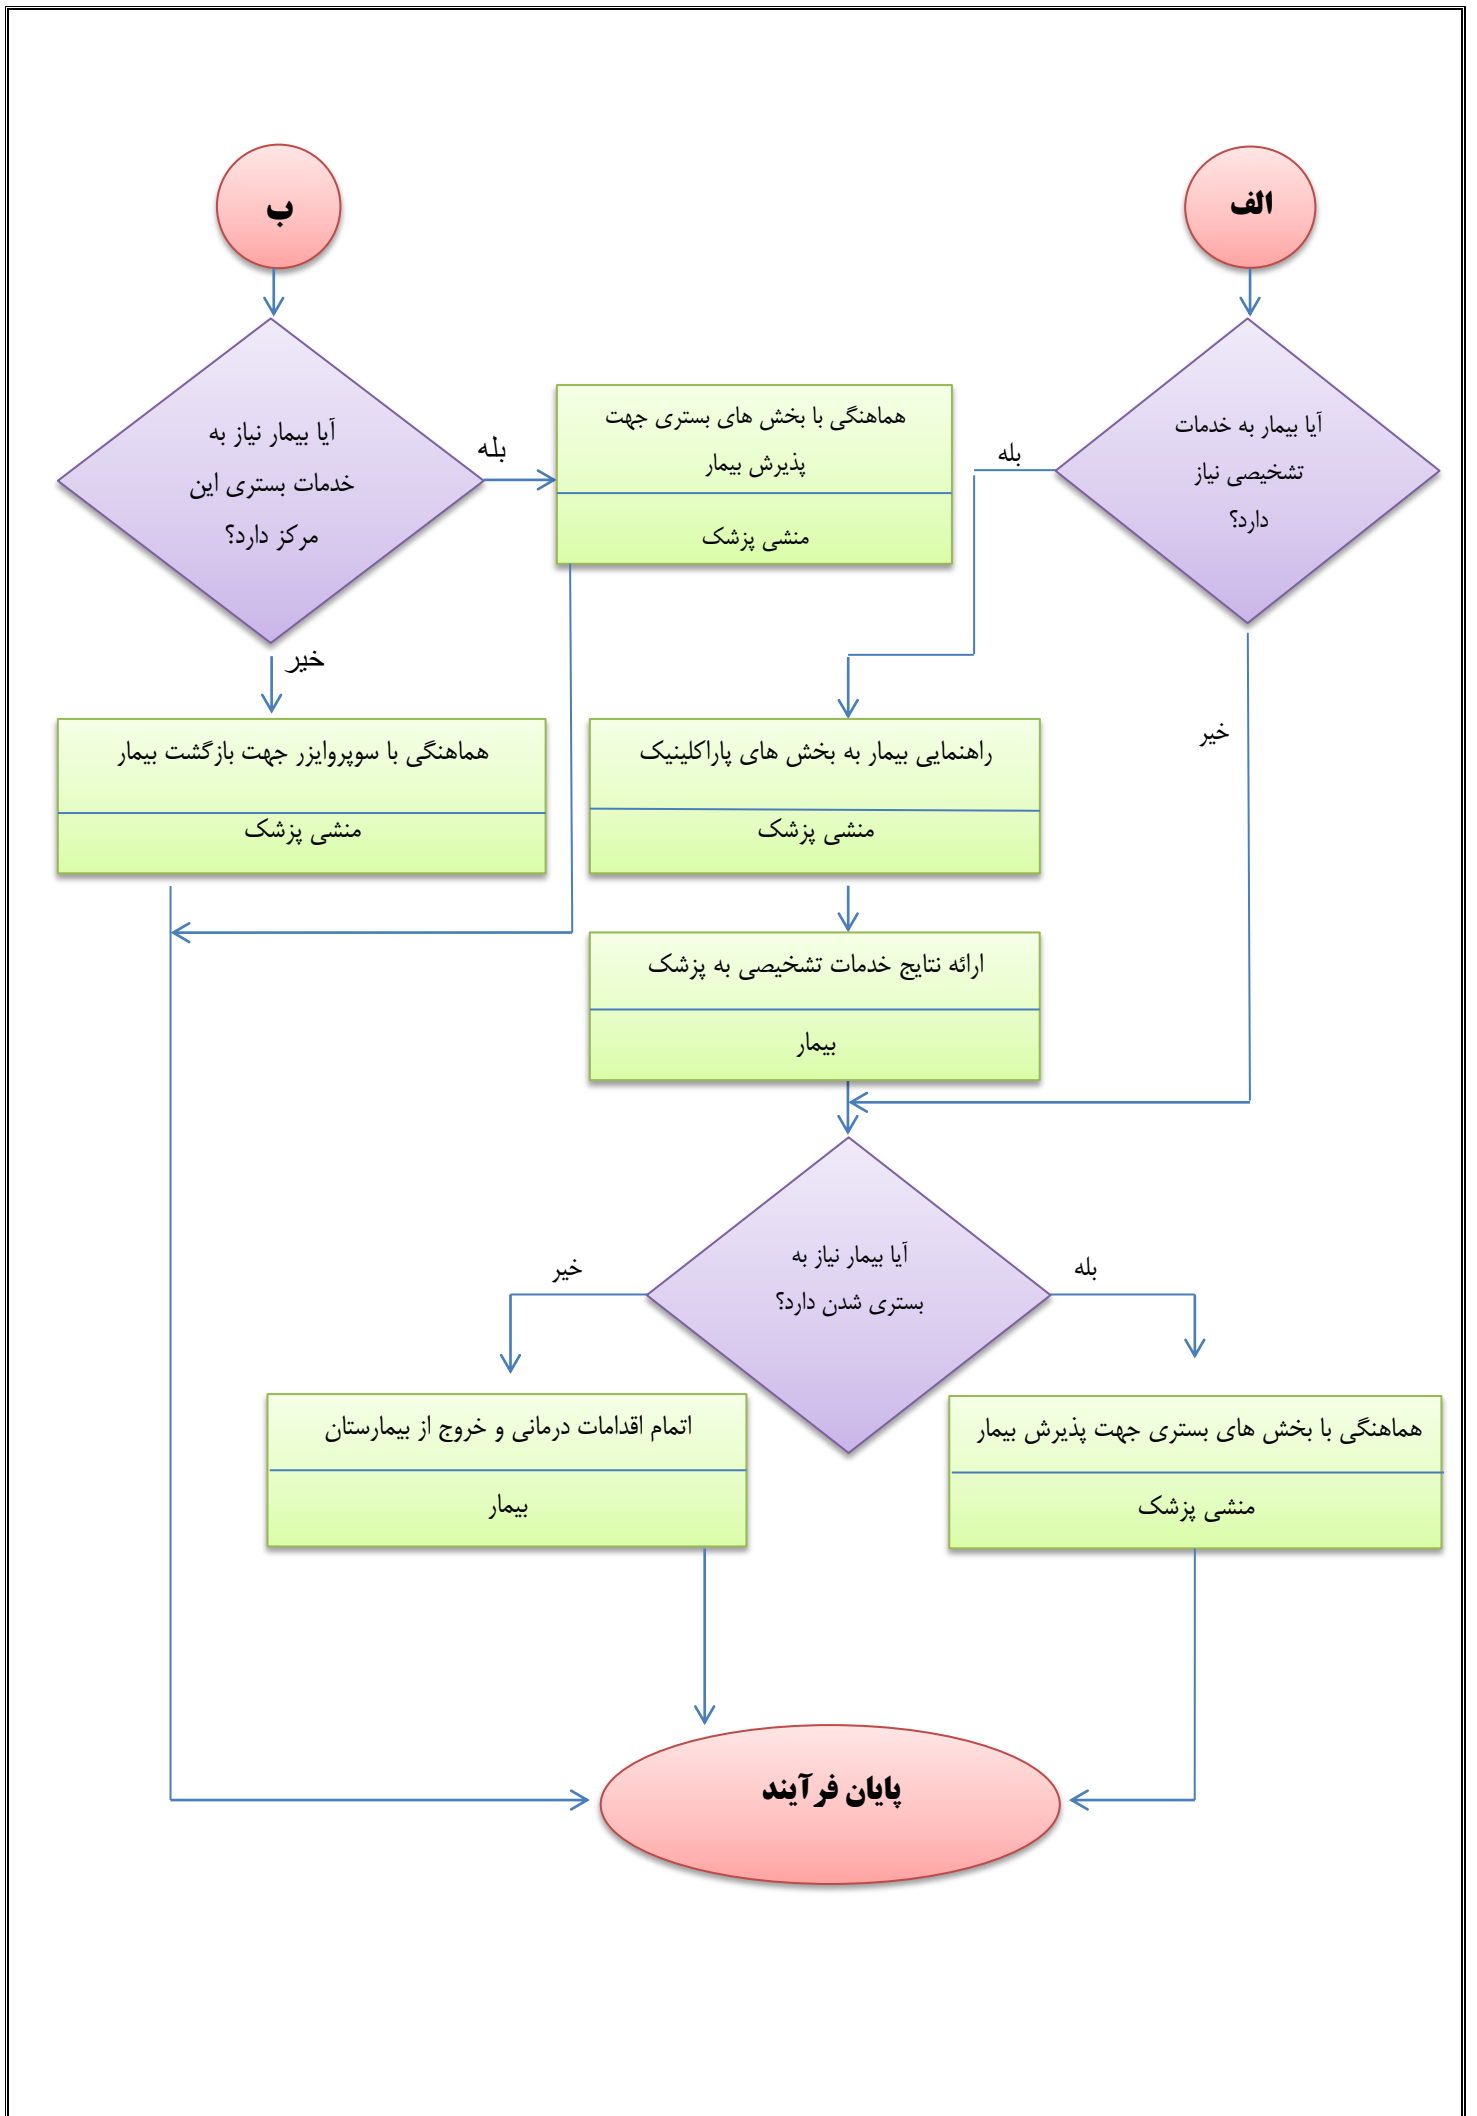 الف
ب
آیا بیمار به خدمات
تشخیصی نیاز
دارد؟
بله
خیر
هماهنگی با بخش های بستری جهت
پذیرش بیمار
منشی پزشک
بله
آیا بیمار نیاز به
خدمات بستری این
مرکز دارد؟
خیر
راهنمایی بیمار به بخش های پاراکلینیک
منشی پزشک
هماهنگی با سوپروایزر جهت بازگشت بیمار
منشی پزشک
ارائه نتایج خدمات تشخیصی به پزشک
بیمار
آیا بیمار نیاز به
بستری شدن دارد؟
بله
خیر
هماهنگی با بخش های بستری جهت پذیرش بیمار
منشی پزشک
اتمام اقدامات درمانی و خروج از بیمارستان
بیمار
پایان فرآیند